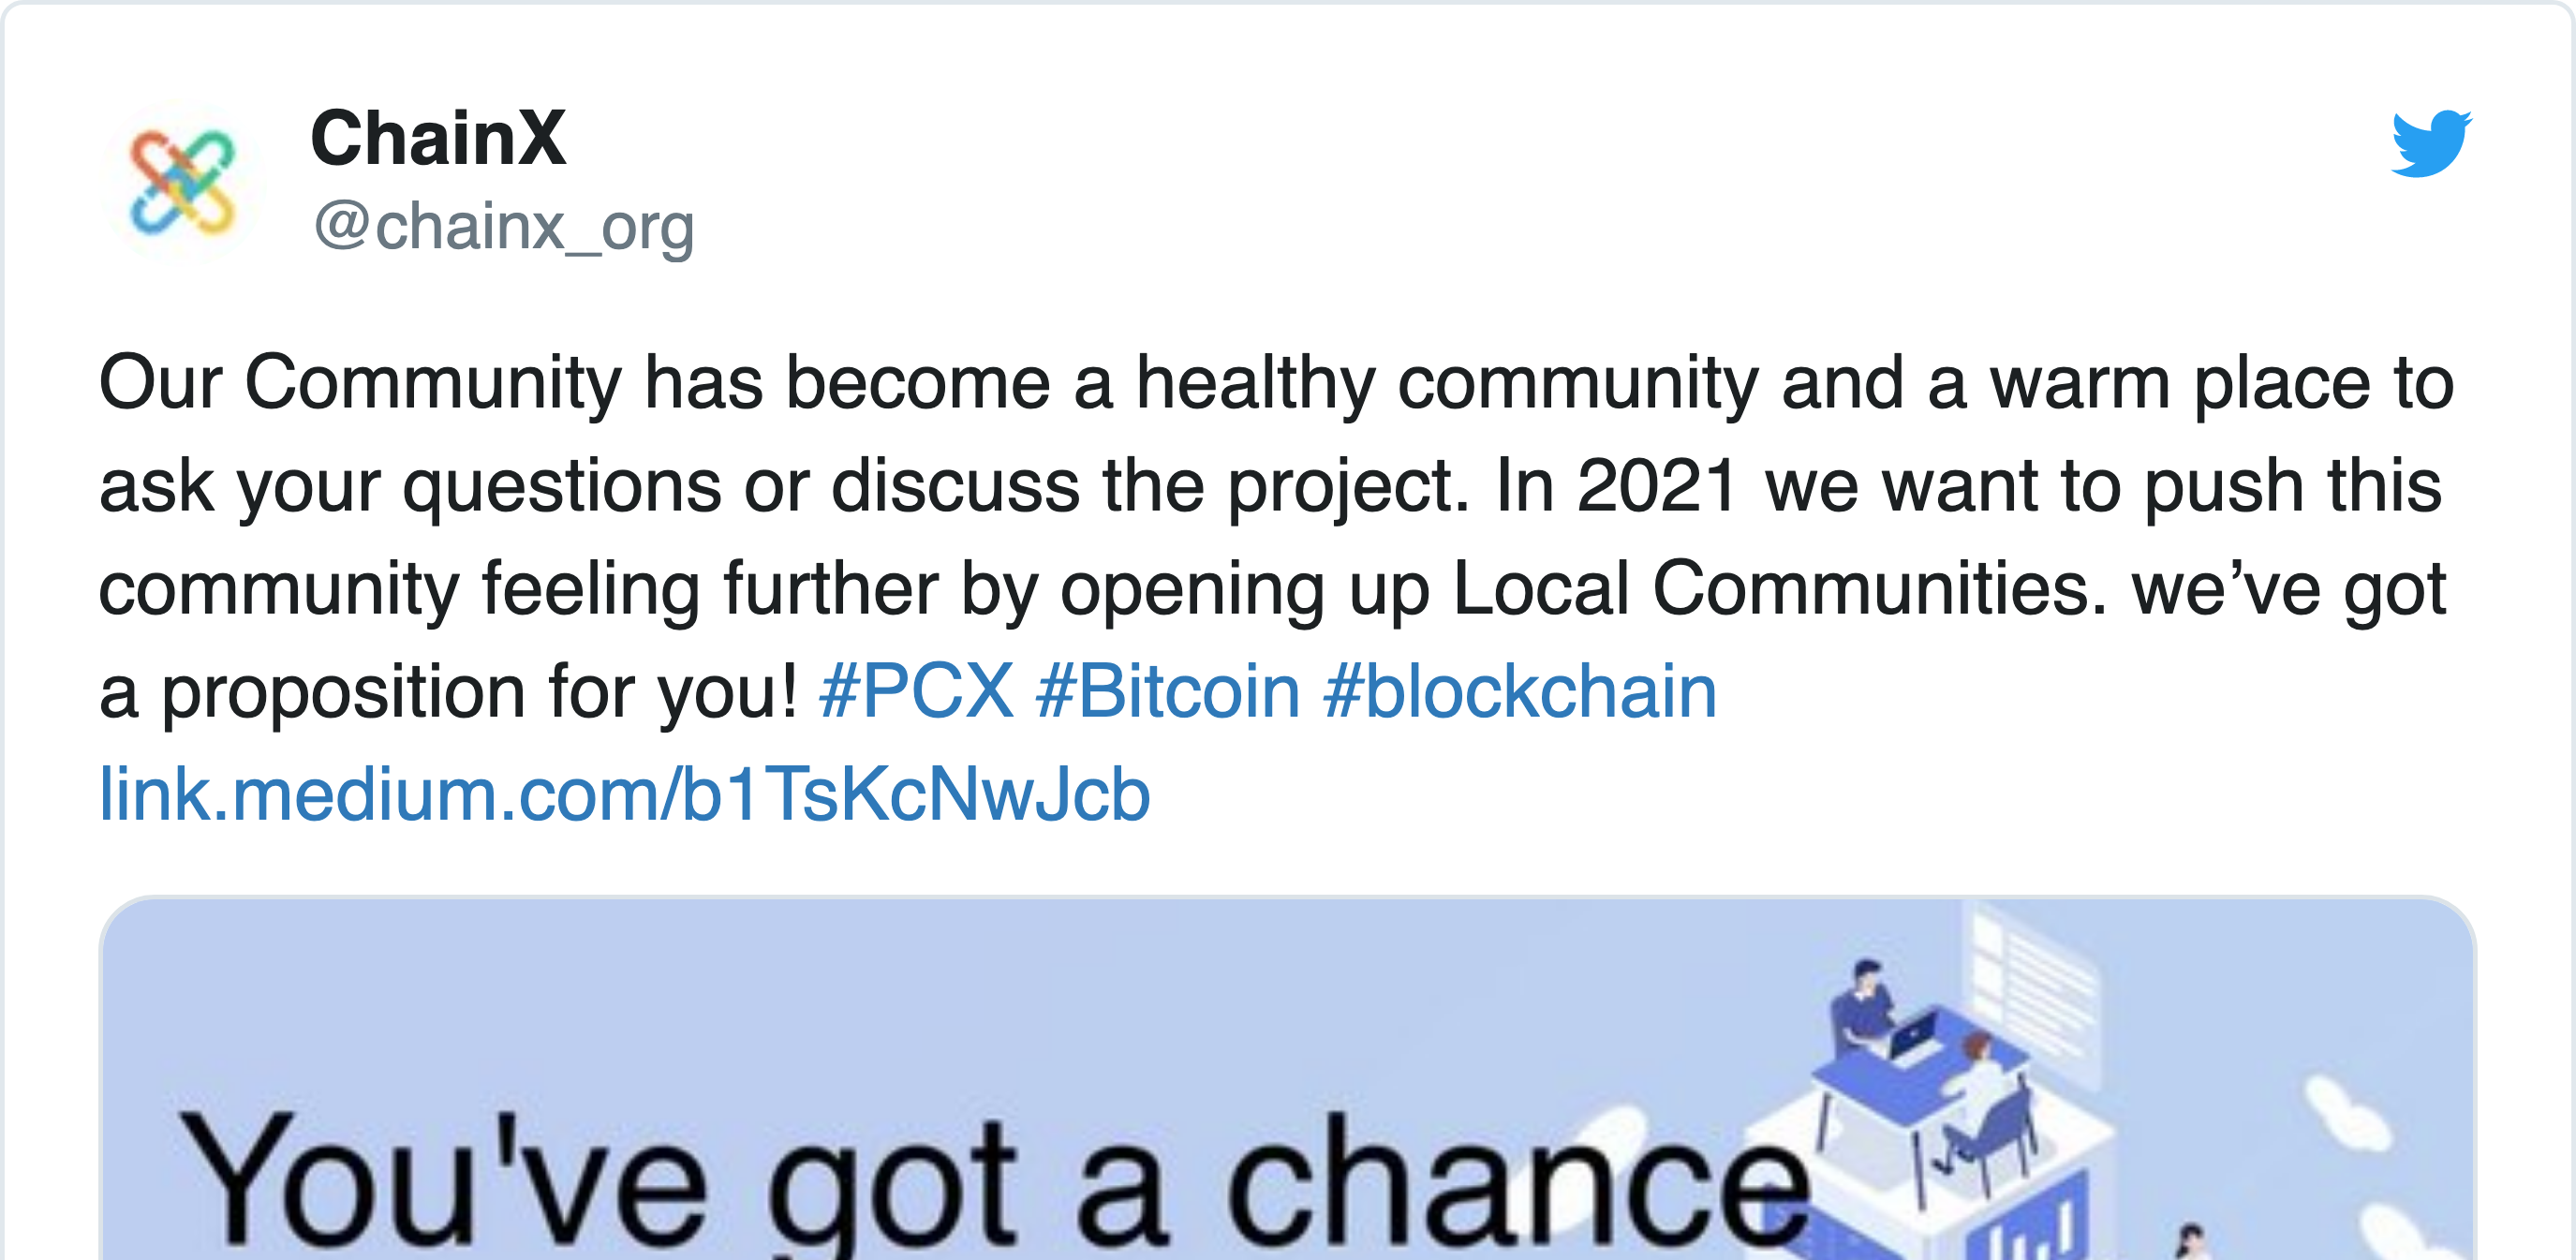 ChainX
@chainx_org
Our Community has become a healthy community and a warm place to
ask your questions or discuss the project. In 2021 we want to push this
community feeling further by opening up Local Communities. we’ve got
a proposition for you! #PCX #Bitcoin #blockchain
link.medium.com/b1TsKcNwJcb
You've got a chance